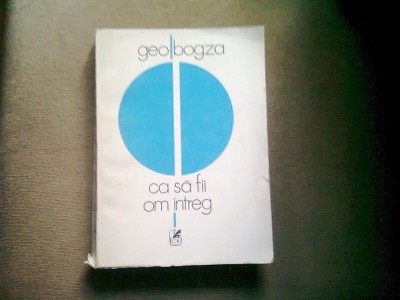 geo bogza
ca să fii
om întreg